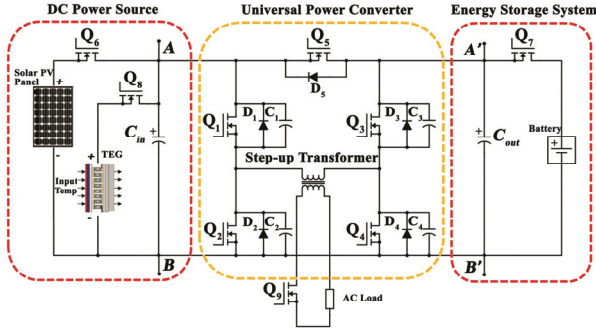 DC Power Source
Universal Power Converter
Energy Storage System
Q6
A
Q5
A'
Q7
Solar PV
Panel
+
-
Q8
D5
Cin
+
Q1
D1
C1
Q3
D3
C3
Cout
+
Battery
+
Step-up Transformer
TEG
+
Input
Temp
-
Q2
D2
C2
Q4
D4
C4
B
B'
Q9
AC Load